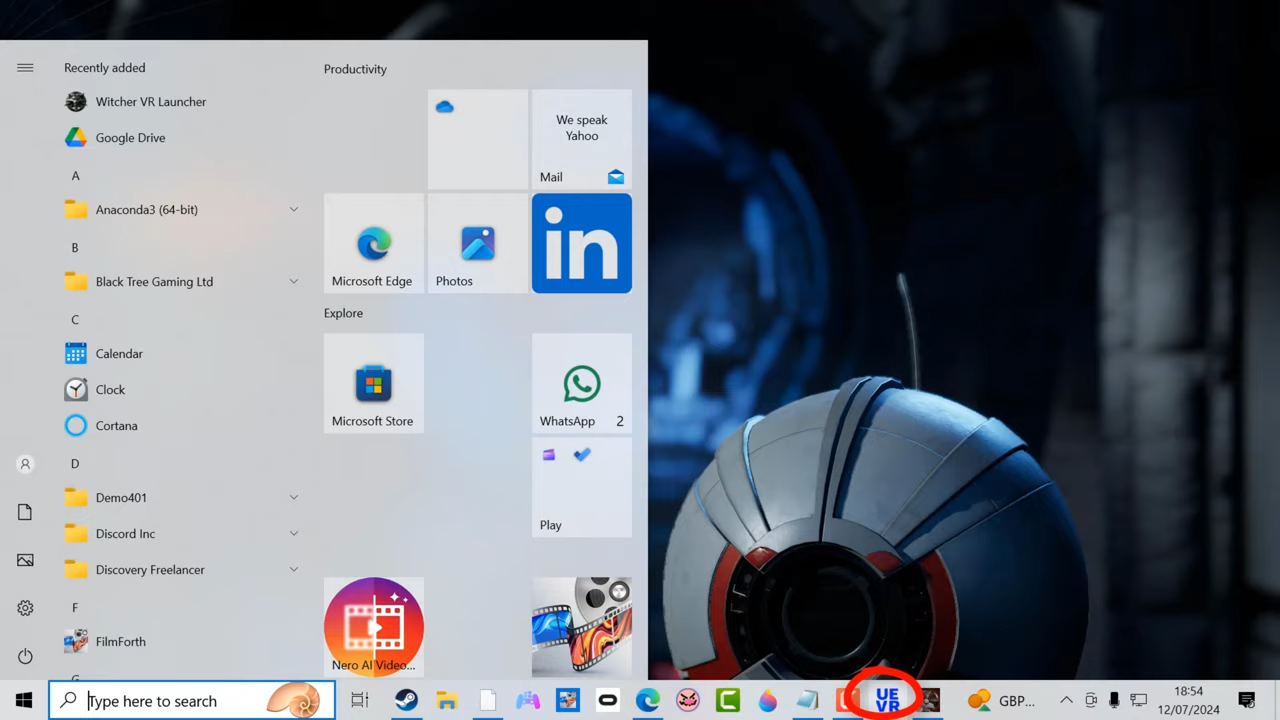 Recently added
Witcher VR Launcher
Google Drive
A
Anaconda3 (64-bit)
B
Black Tree Gaming Ltd
C
Calendar
Clock
Cortana
D
Demo401
Discord Inc
Discovery Freelancer
F
FilmForth
Productivity
We speak
Yahoo
Mail
Microsoft Edge
Photos
in
Explore
Microsoft Store
WhatsApp 2
Play
Nero AI Video...
Type here to search
UE
VR
GBP...
18:54
12/07/2024